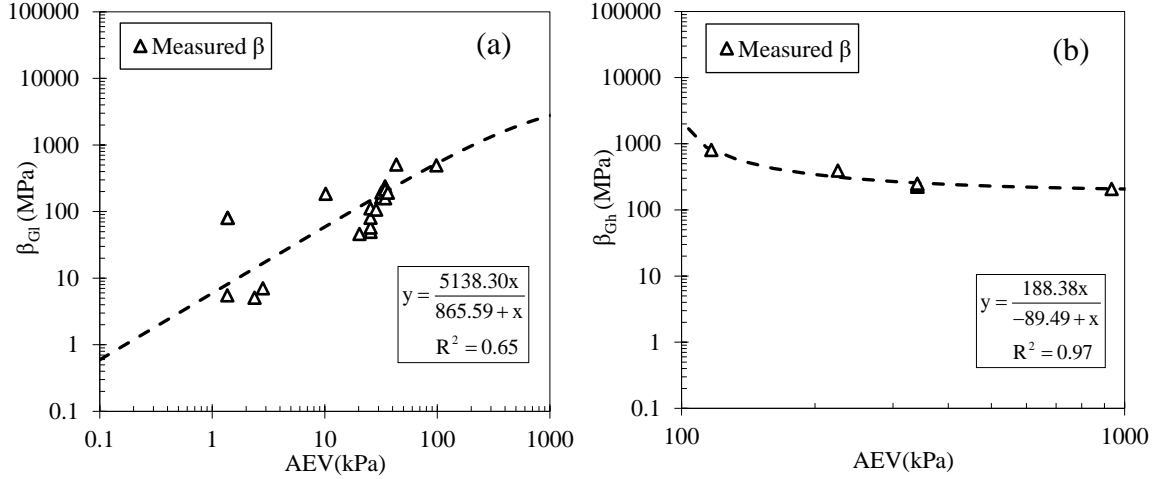 100000
10000
1000
100
10
1
0.1
β_Gl (MPa)
Measured β
(a)
y = 5138.30x / 865.59 + x
R² = 0.65
0.1 1 10 100 1000
AEV(kPa)
100000
10000
1000
100
10
1
0.1
β_Gh (MPa)
Measured β
(b)
y = 188.38x / −89.49 + x
R² = 0.97
100 1000
AEV(kPa)